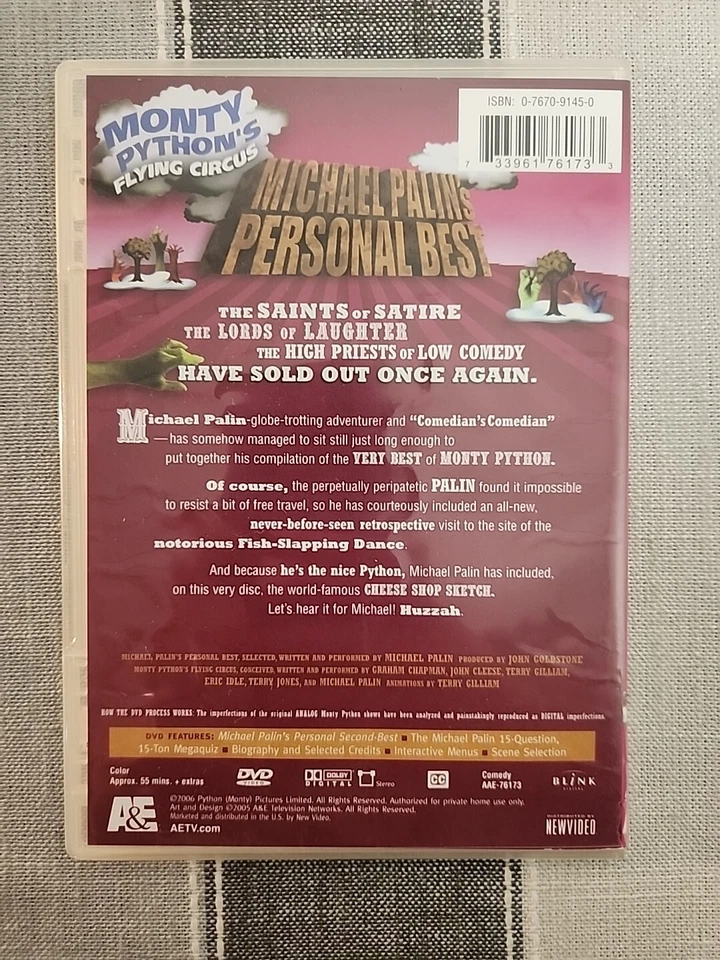 MONTY
PYTHON'S
FLYING CIRCUS
ISBN: 0-7670-9145-0
7 33961 76173 3
MICHAEL PALIN'S
PERSONAL BEST
THE SAINTS OF SATIRE
THE LORDS OF LAUGHTER
THE HIGH PRIESTS OF LOW COMEDY
HAVE SOLD OUT ONCE AGAIN.
Michael Palin-globe-trotting adventurer and “Comedian's Comedian”
—has somehow managed to sit still just long enough to
put together his compilation of the VERY BEST of MONTY PYTHON.
Of course, the perpetually peripatetic PALIN found it impossible
to resist a bit of free travel, so he has courteously included an all-new,
never-before-seen retrospective visit to the site of the
notorious Fish-Slapping Dance.
And because he's the nice Python, Michael Palin has included,
on this very disc, the world-famous CHEESE SHOP SKETCH.
Let's hear it for Michael! Huzzah.
MICHAEL PALIN'S PERSONAL BEST, SELECTED, WRITTEN AND PERFORMED BY MICHAEL PALIN PRODUCED BY JOHN GOLDSTONE
MONTY PYTHON'S FLYING CIRCUS, CONCEIVED, WRITTEN AND PERFORMED BY GRAHAM CHAPMAN, JOHN CLEESE, TERRY GILLIAM,
ERIC IDLE, TERRY JONES, AND MICHAEL PALIN ANIMATIONS BY TERRY GILLIAM
HOW THE DVD PROCESS WORKS: The imperfections of the original ANALOG Monty Python shows have been analyzed and painstakingly reproduced as DIGITAL imperfections.
DVD FEATURES: Michael Palin's Personal Second-Best ■ The Michael Palin 15-Question,
15-Ton Megaquiz ■ Biography and Selected Credits ■ Interactive Menus ■ Scene Selection
Color
Approx. 55 mins. + extras
DVD
VIDEO
DOLBY
DIGITAL
Stereo
CC
Comedy
AAE-76173
BLINK
DIGITAL
A&E
©2006 Python (Monty) Pictures Limited. All Rights Reserved. Authorized for private home use only.
Art and Design ©2005 A&E Television Networks. All Rights Reserved.
Marketed and distributed in the U.S. by New Video.
AETV.com
DISTRIBUTED BY
NEWVIDEO